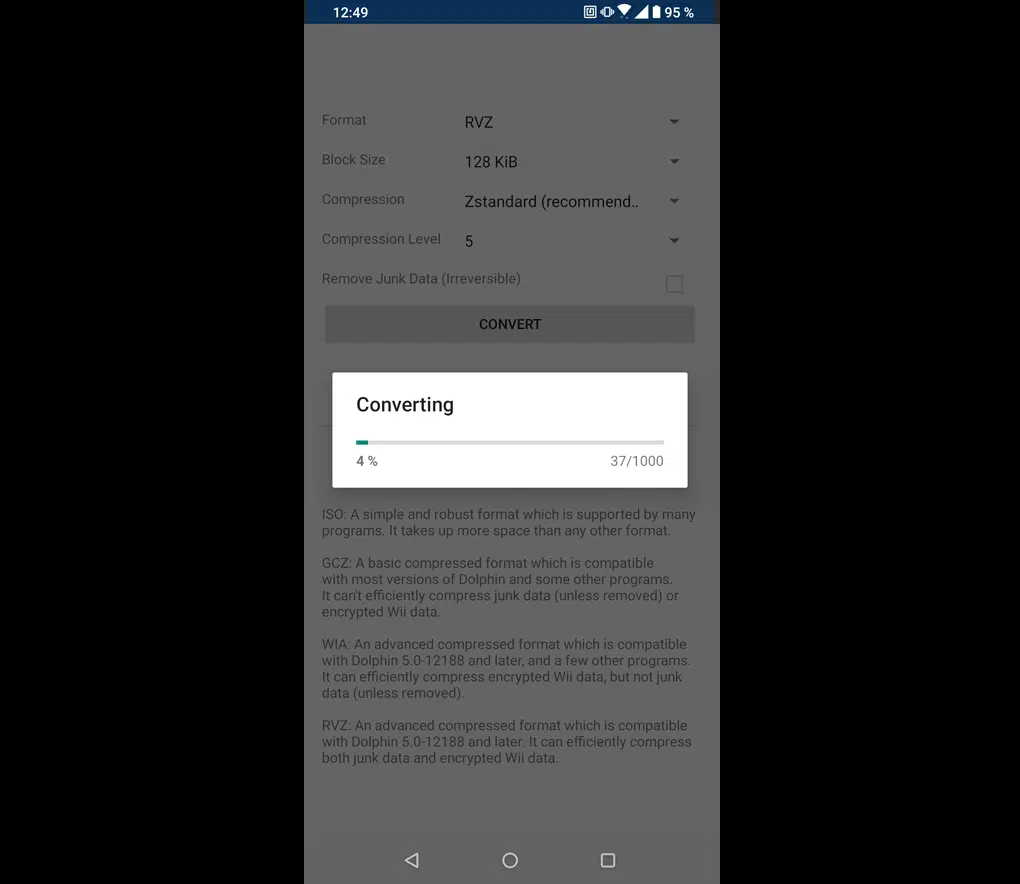 12:49 95 %
Format RVZ
Block Size 128 KiB
Compression Zstandard (recommend..
Compression Level 5
Remove Junk Data (Irreversible)
CONVERT
Converting
4 % 37/1000
ISO: A simple and robust format which is supported by many
programs. It takes up more space than any other format.
GCZ: A basic compressed format which is compatible
with most versions of Dolphin and some other programs.
It can't efficiently compress junk data (unless removed) or
encrypted Wii data.
WIA: An advanced compressed format which is compatible
with Dolphin 5.0-12188 and later, and a few other programs.
It can efficiently compress encrypted Wii data, but not junk
data (unless removed).
RVZ: An advanced compressed format which is compatible
with Dolphin 5.0-12188 and later. It can efficiently compress
both junk data and encrypted Wii data.